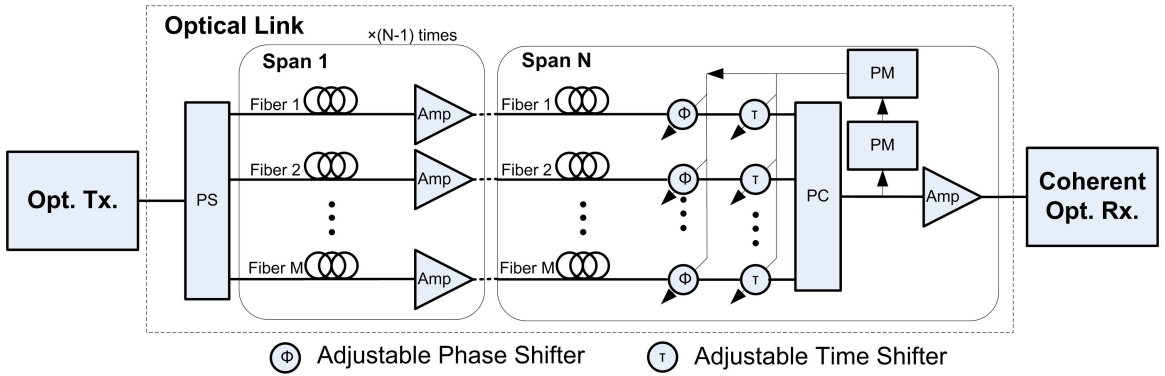 Optical Link
×(N-1) times
Span 1
Span N
Fiber 1
Amp
Fiber 1
Φ
τ
PM
PM
Fiber 2
Amp
Fiber 2
Φ
τ
Opt. Tx.
PS
PC
Amp
Coherent
Opt. Rx.
Fiber M
Amp
Fiber M
Φ
τ
Φ Adjustable Phase Shifter
τ Adjustable Time Shifter